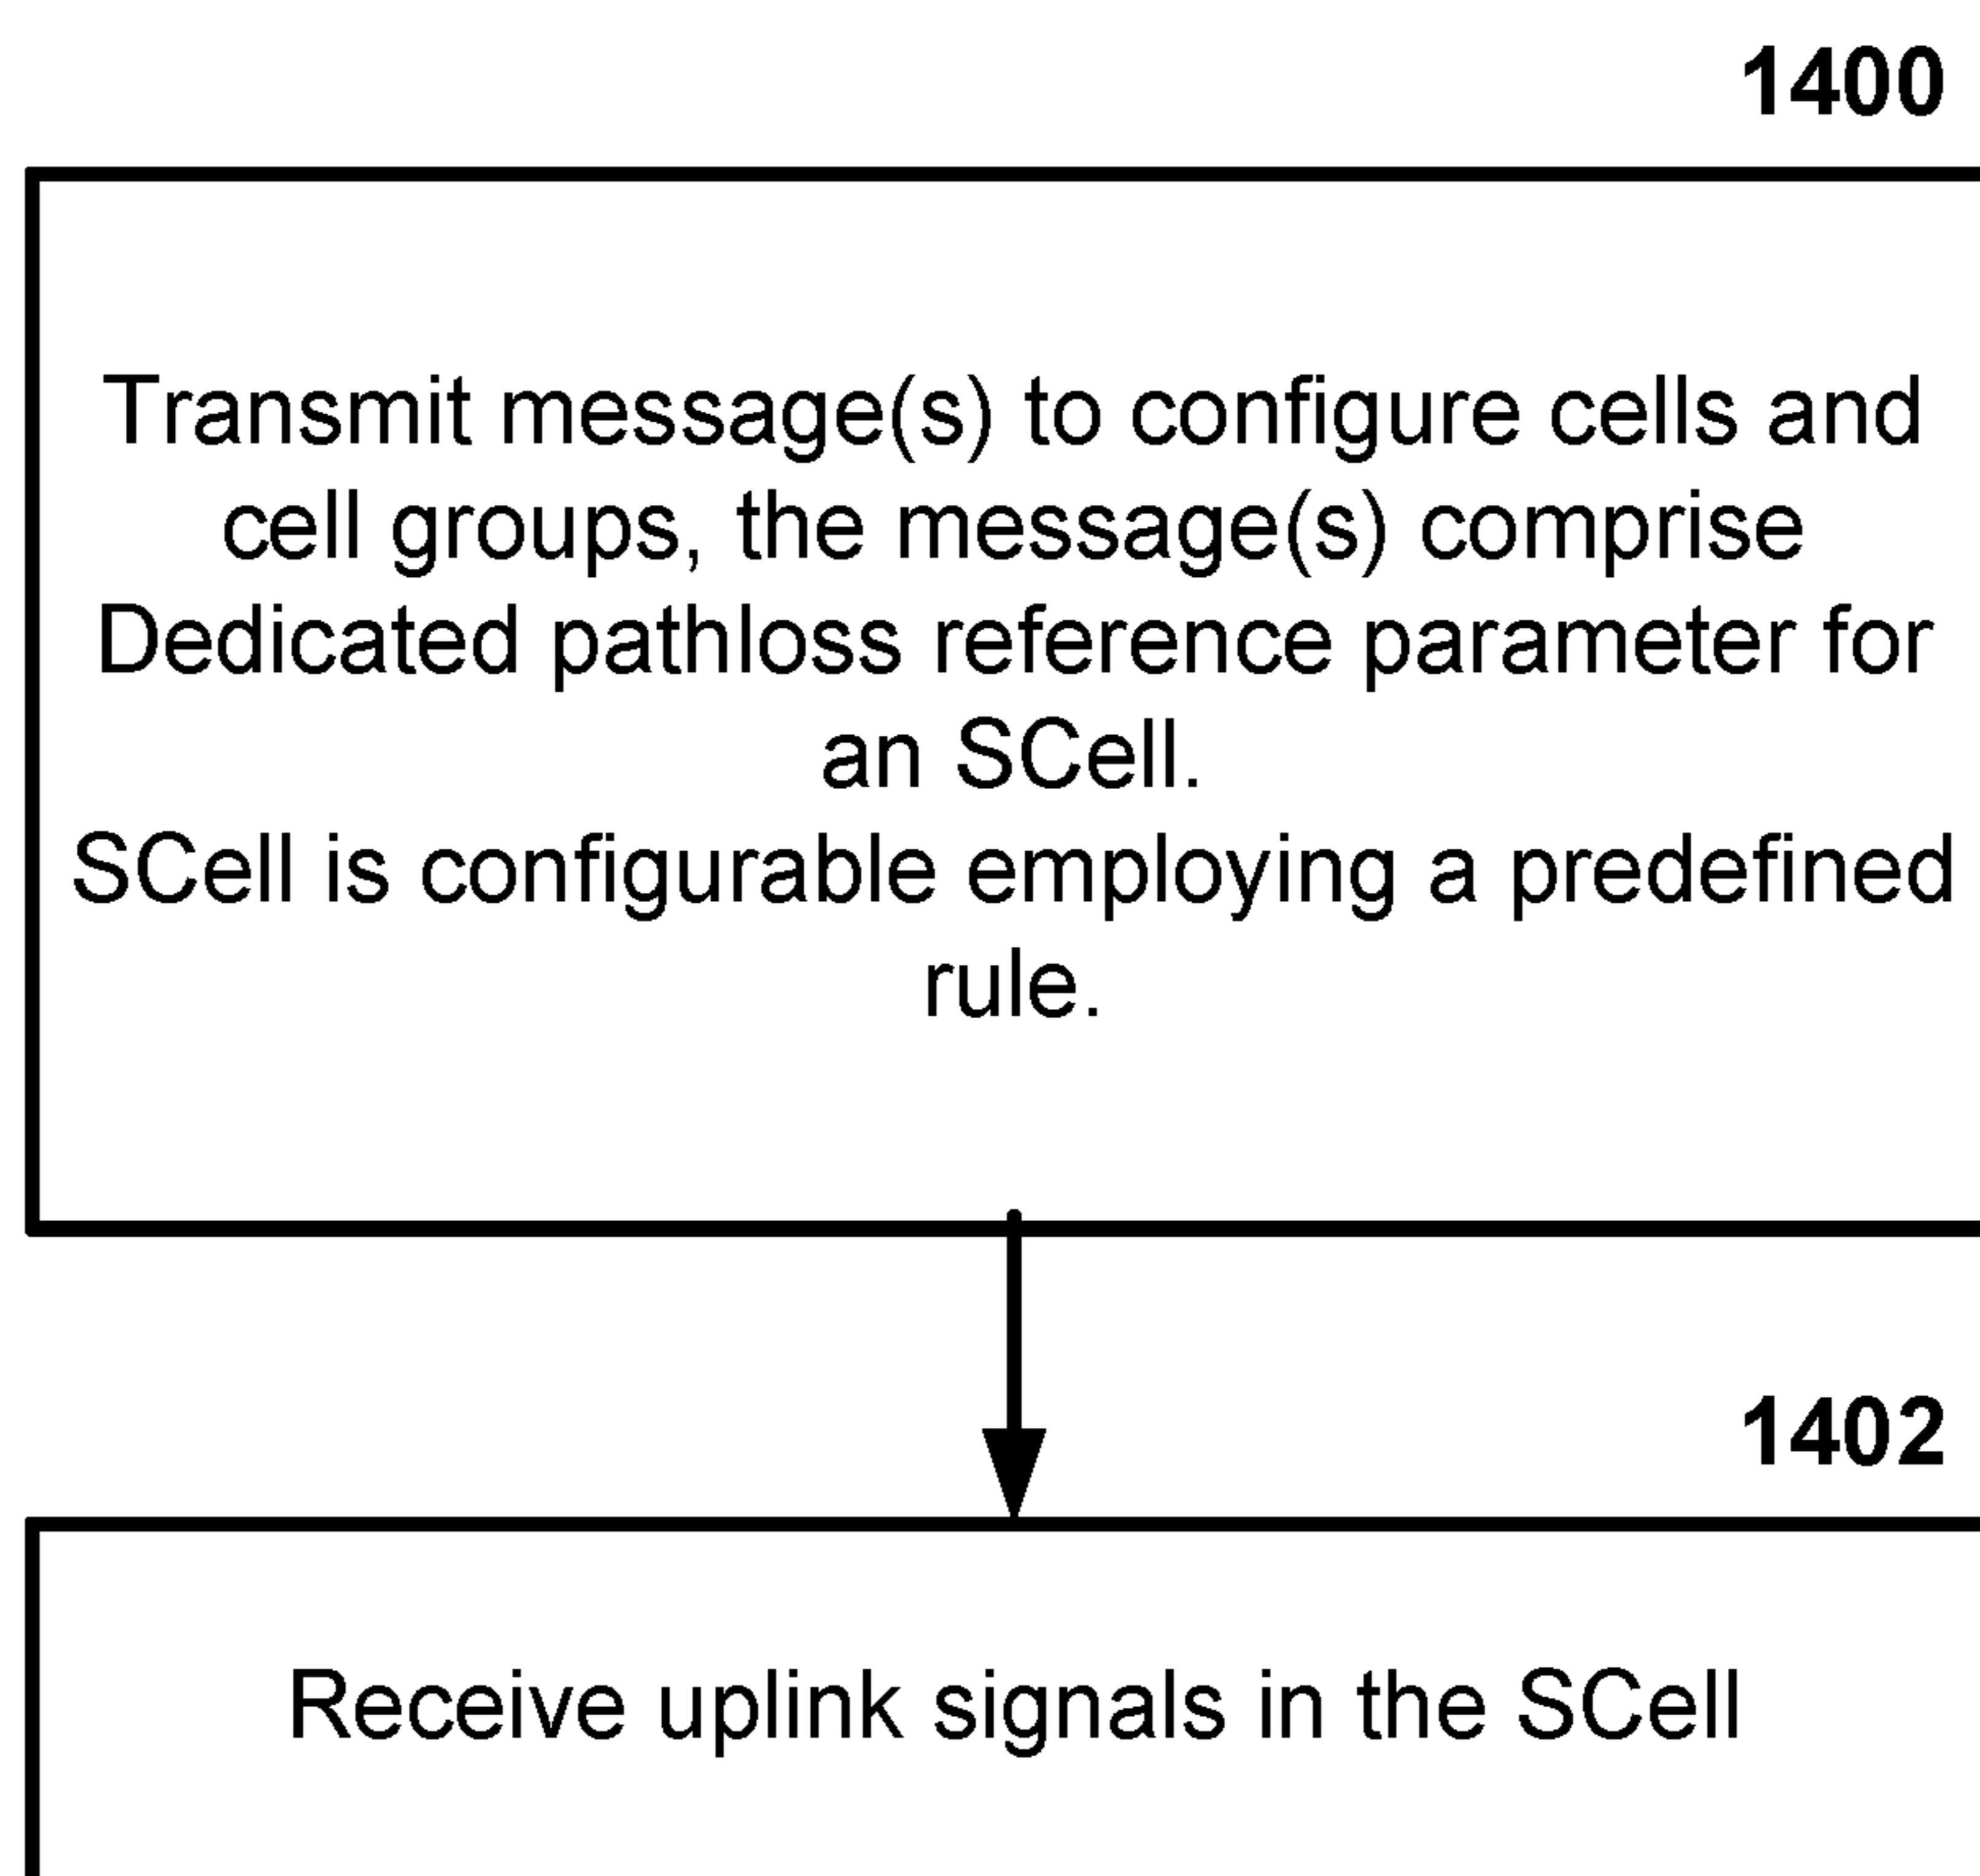 1400
Transmit message(s) to configure cells and
cell groups, the message(s) comprise
Dedicated pathloss reference parameter for
an SCell.
SCell is configurable employing a predefined
rule.
1402
Receive uplink signals in the SCell